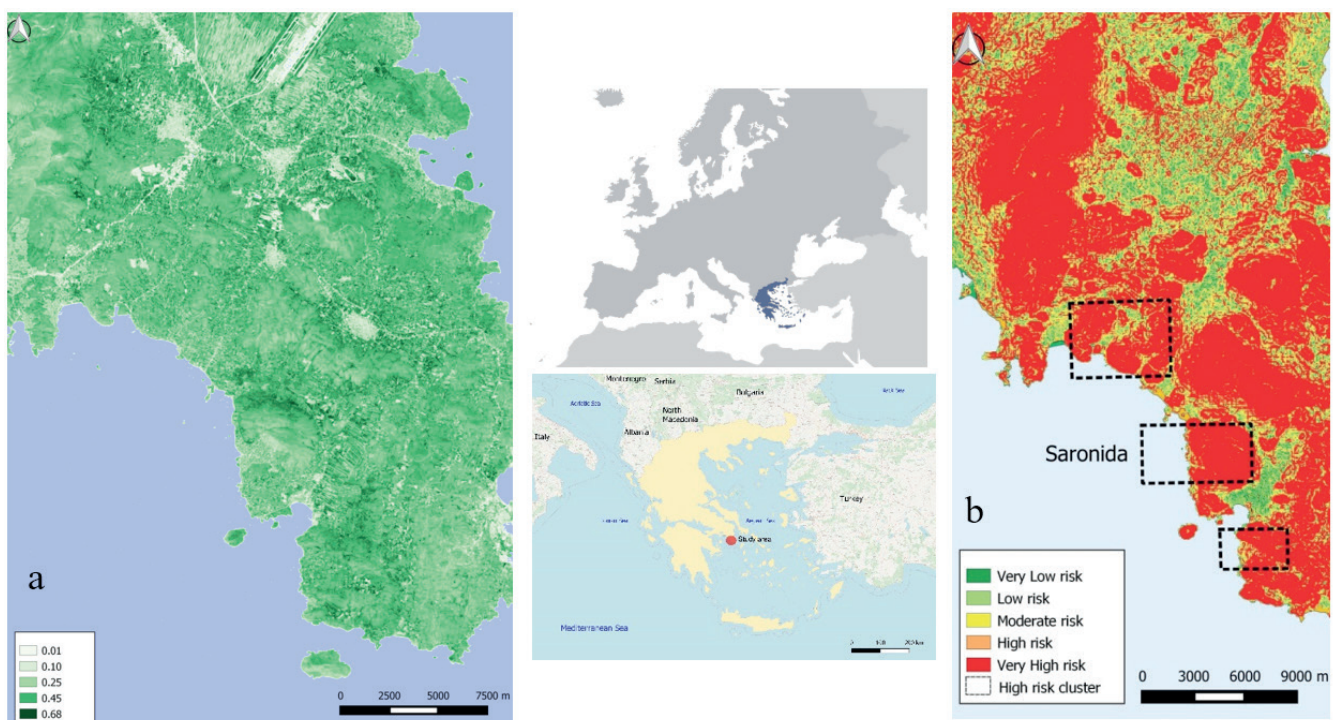 a
0.01
0.10
0.25
0.45
0.68
0 2500 5000 7500 m
Montenegro
Serbia
Bulgaria
Adriatic Sea
North
Macedonia
Albania
Italy
Turkey
Study area
Mediterranean Sea
Saronida
b
Very Low risk
Low risk
Moderate risk
High risk
Very High risk
High risk cluster
0 3000 6000 9000 m